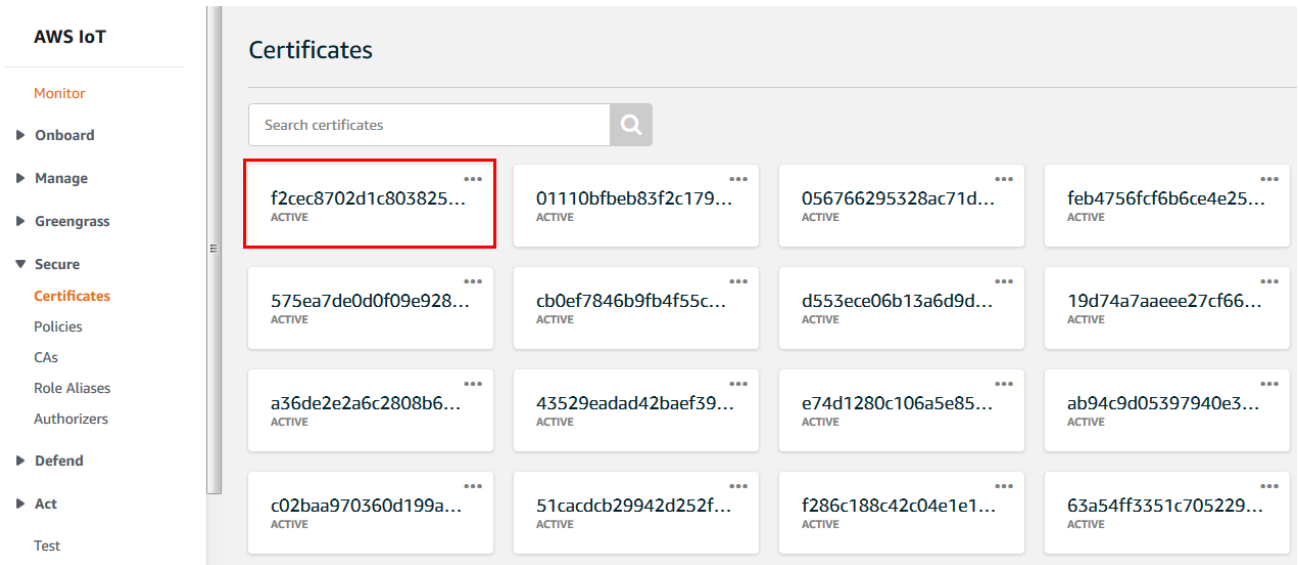 AWS IoT
Monitor
Onboard
Manage
Greengrass
Secure
Certificates
Policies
CAs
Role Aliases
Authorizers
Defend
Act
Test
Certificates
Search certificates
f2cec8702d1c803825...
ACTIVE
01110bfbeb83f2c179...
ACTIVE
056766295328ac71d...
ACTIVE
feb4756fcf6b6ce4e25...
ACTIVE
575ea7de0d0f09e928...
ACTIVE
cb0ef7846b9fb4f55c...
ACTIVE
d553ece06b13a6d9d...
ACTIVE
19d74a7aaeee27cf66...
ACTIVE
a36de2e2a6c2808b6...
ACTIVE
43529eadad42baef39...
ACTIVE
e74d1280c106a5e85...
ACTIVE
ab94c9d05397940e3...
ACTIVE
c02baa970360d199a...
ACTIVE
51cacdcb29942d252f...
ACTIVE
f286c188c42c04e1e1...
ACTIVE
63a54ff3351c705229...
ACTIVE